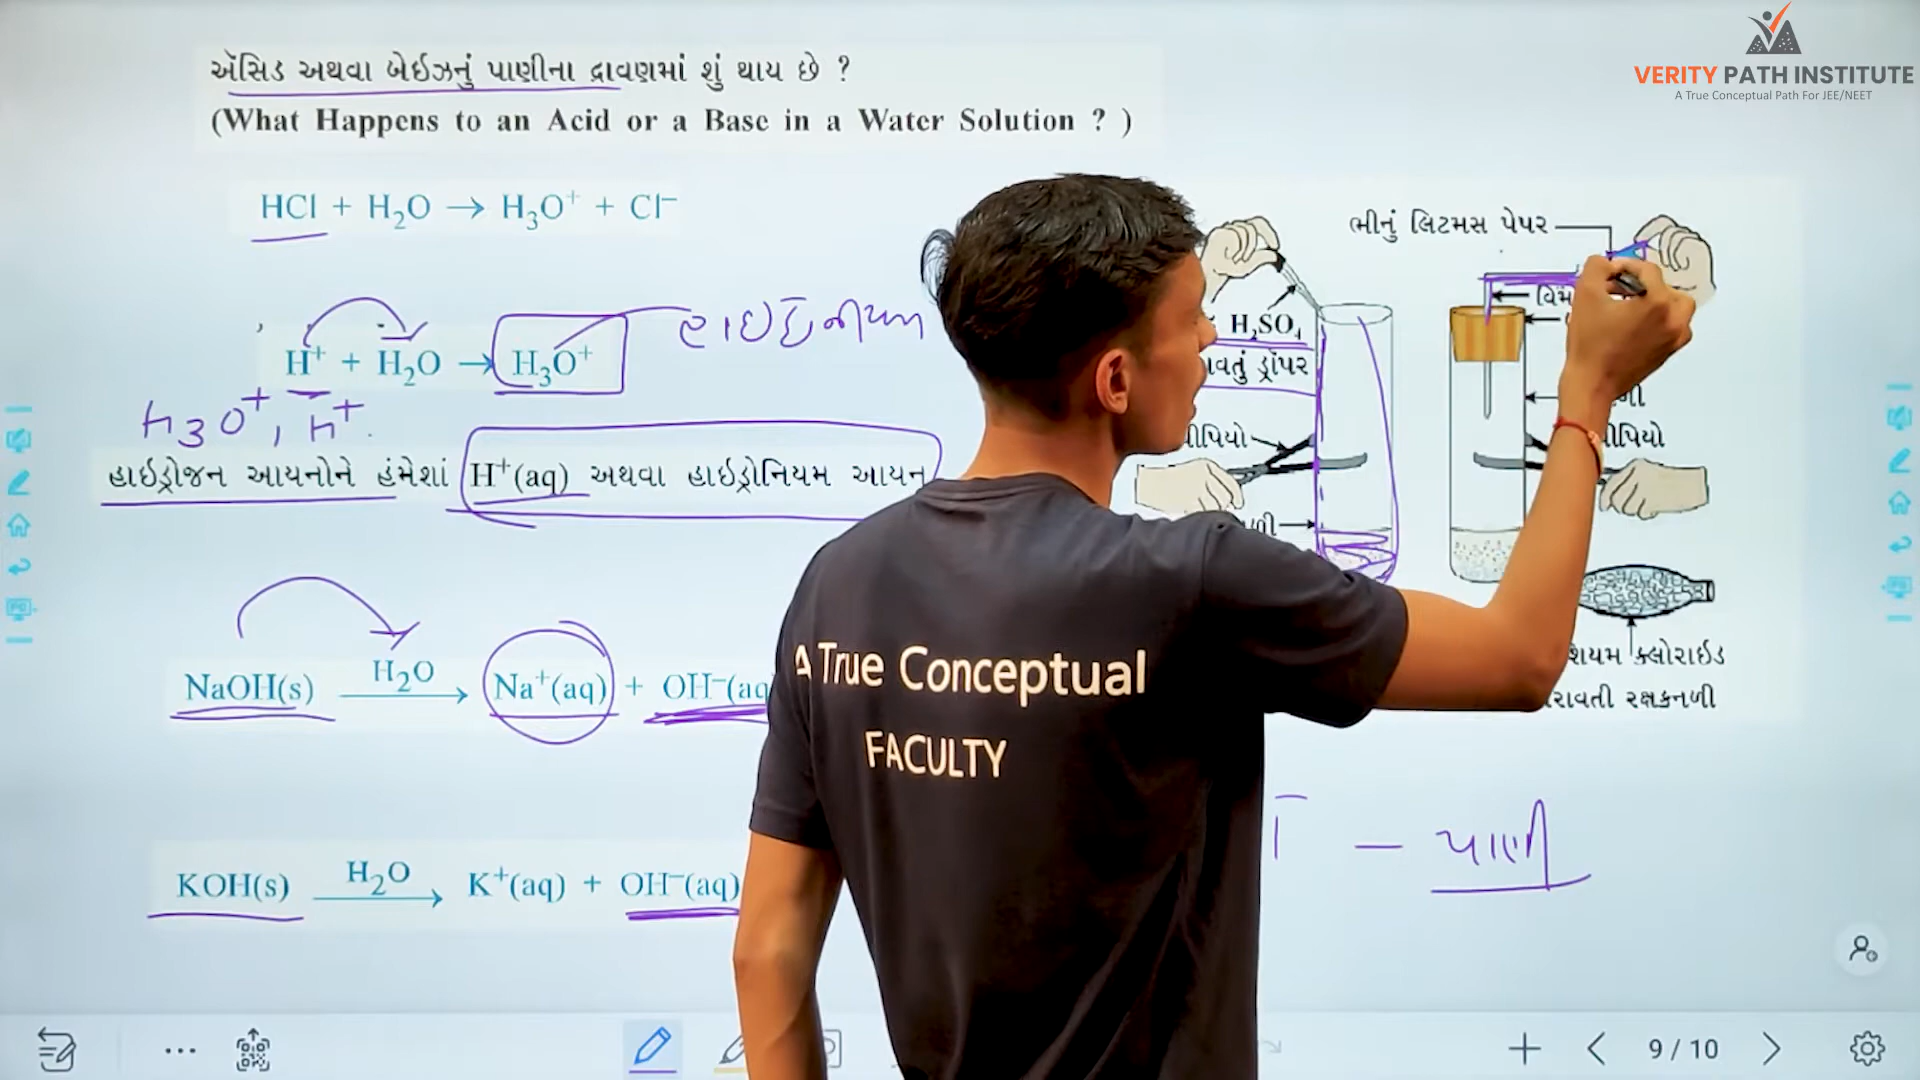 ઍસિડ અથવા બેઇઝનું પાણીના દ્રાવણમાં શું થાય છે ?
(What Happens to an Acid or a Base in a Water Solution ? )
VERITY PATH INSTITUTE
A True Conceptual Path For JEE/NEET
HCl + H₂O → H₃O⁺ + Cl⁻
H⁺ + H₂O → H₃O⁺
H₃O⁺, H⁺
હાઇડ્રોજન આયનોને હંમેશાં H⁺(aq) અથવા હાઇડ્રોનિયમ આયન
NaOH(s) H₂O → Na⁺(aq) + OH⁻(aq
KOH(s) H₂O → K⁺(aq) + OH⁻(aq)
ભીનું લિટમસ પેપર
H₂SO₄
ડ્રૉપર
ક્લોરાઇડ
રક્ષકનળી
– પાણી
A True Conceptual
FACULTY
9 / 10